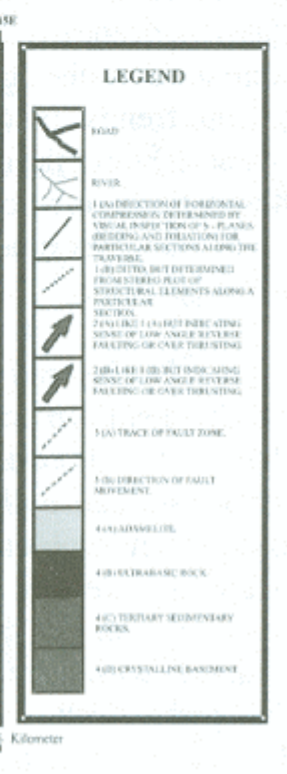 LEGEND
ROAD
RIVER
1 (A) DIRECTION OF HORIZONTAL
COMPRESSION, DETERMINED BY
VISUAL INSPECTION OF S - PLANES
(BEDDING AND FOLIATION) FOR
PARTICULAR SECTIONS ALONG THE
TRAVERSE.
1 (B) DITTO, BUT DETERMINED
FROM STEREO PLOT OF
STRUCTURAL ELEMENTS ALONG A
PARTICULAR
SECTION.
2 (A) LIKE 1 (A) BUT INDICATING
SENSE OF LOW ANGLE REVERSE
FAULTING OR OVER THRUSTING
2 (B) LIKE 1 (B) BUT INDICATING
SENSE OF LOW ANGLE REVERSE
FAULTING OR OVER THRUSTING
3 (A) TRACE OF FAULT ZONE.
3 (B) DIRECTION OF FAULT
MOVEMENT.
4 (A) ADAMELLITE.
4 (B) ULTRABASIC ROCK.
4 (C) TERTIARY SEDIMENTARY
ROCKS.
4 (D) CRYSTALLINE BASEMENT
Kilometer